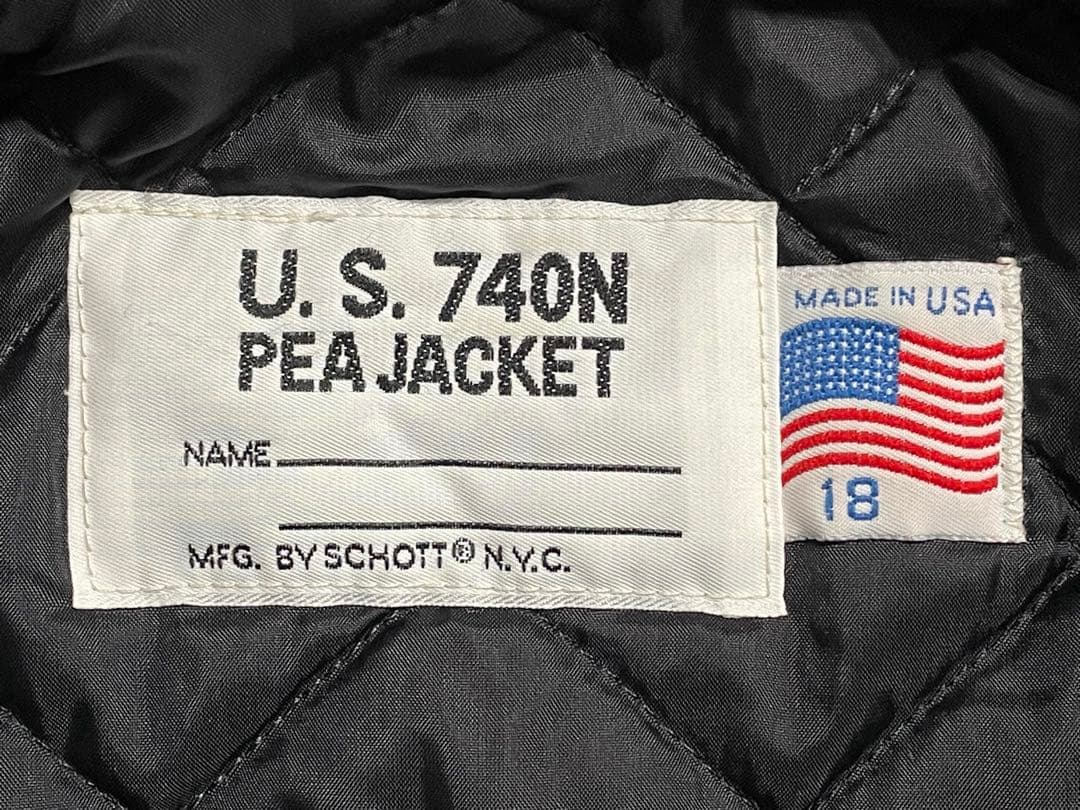 U. S. 740N
PEA JACKET
NAME
MFG. BY SCHOTT® N.Y.C.
MADE IN USA
18